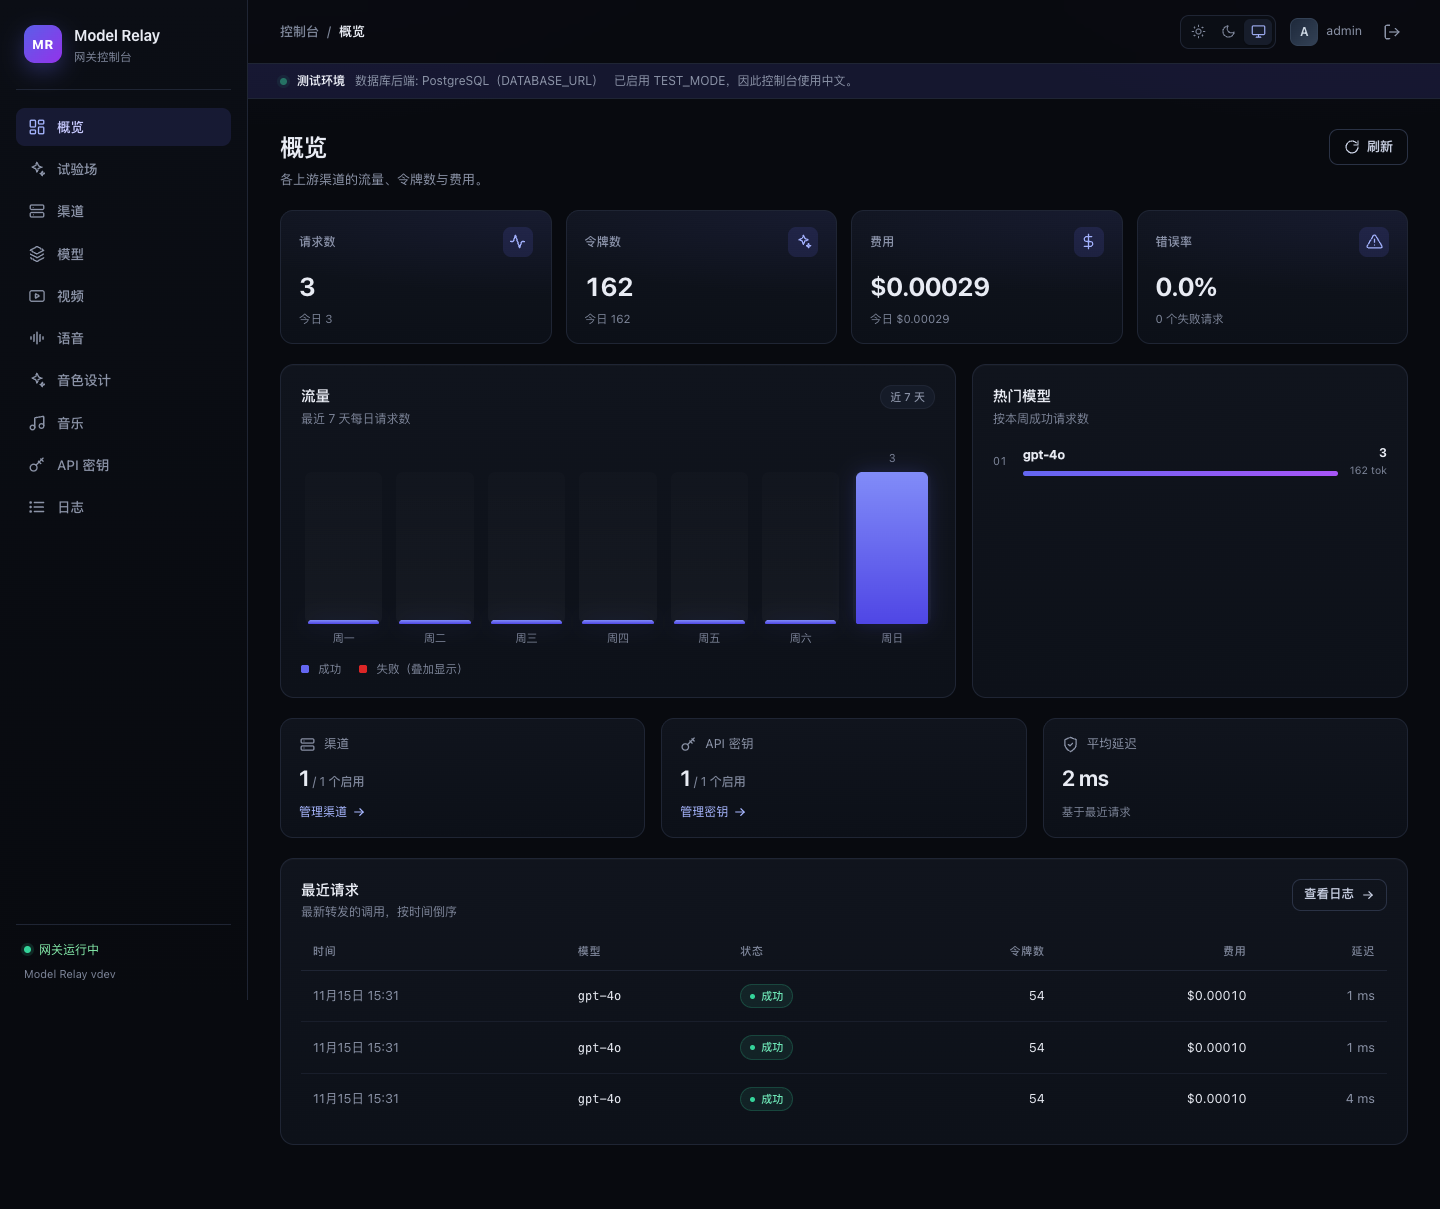 MR
Model Relay
网关控制台
概览
试验场
渠道
模型
视频
语音
音色设计
音乐
API 密钥
日志
网关运行中
Model Relay vdev
控制台 / 概览
A admin
测试环境 数据库后端: PostgreSQL（DATABASE_URL） 已启用 TEST_MODE，因此控制台使用中文。
概览
各上游渠道的流量、令牌数与费用。
刷新
请求数
3
今日 3
令牌数
162
今日 162
费用
$0.00029
今日 $0.00029
错误率
0.0%
0 个失败请求
流量
最近 7 天每日请求数
近 7 天
3
周一 周二 周三 周四 周五 周六 周日
成功 失败（叠加显示）
热门模型
按本周成功请求数
01 gpt-4o 3
162 tok
渠道
1 / 1 个启用
管理渠道 →
API 密钥
1 / 1 个启用
管理密钥 →
平均延迟
2 ms
基于最近请求
最近请求
最新转发的调用，按时间倒序
查看日志 →
时间 模型 状态 令牌数 费用 延迟
11月15日 15:31 gpt-4o 成功 54 $0.00010 1 ms
11月15日 15:31 gpt-4o 成功 54 $0.00010 1 ms
11月15日 15:31 gpt-4o 成功 54 $0.00010 4 ms